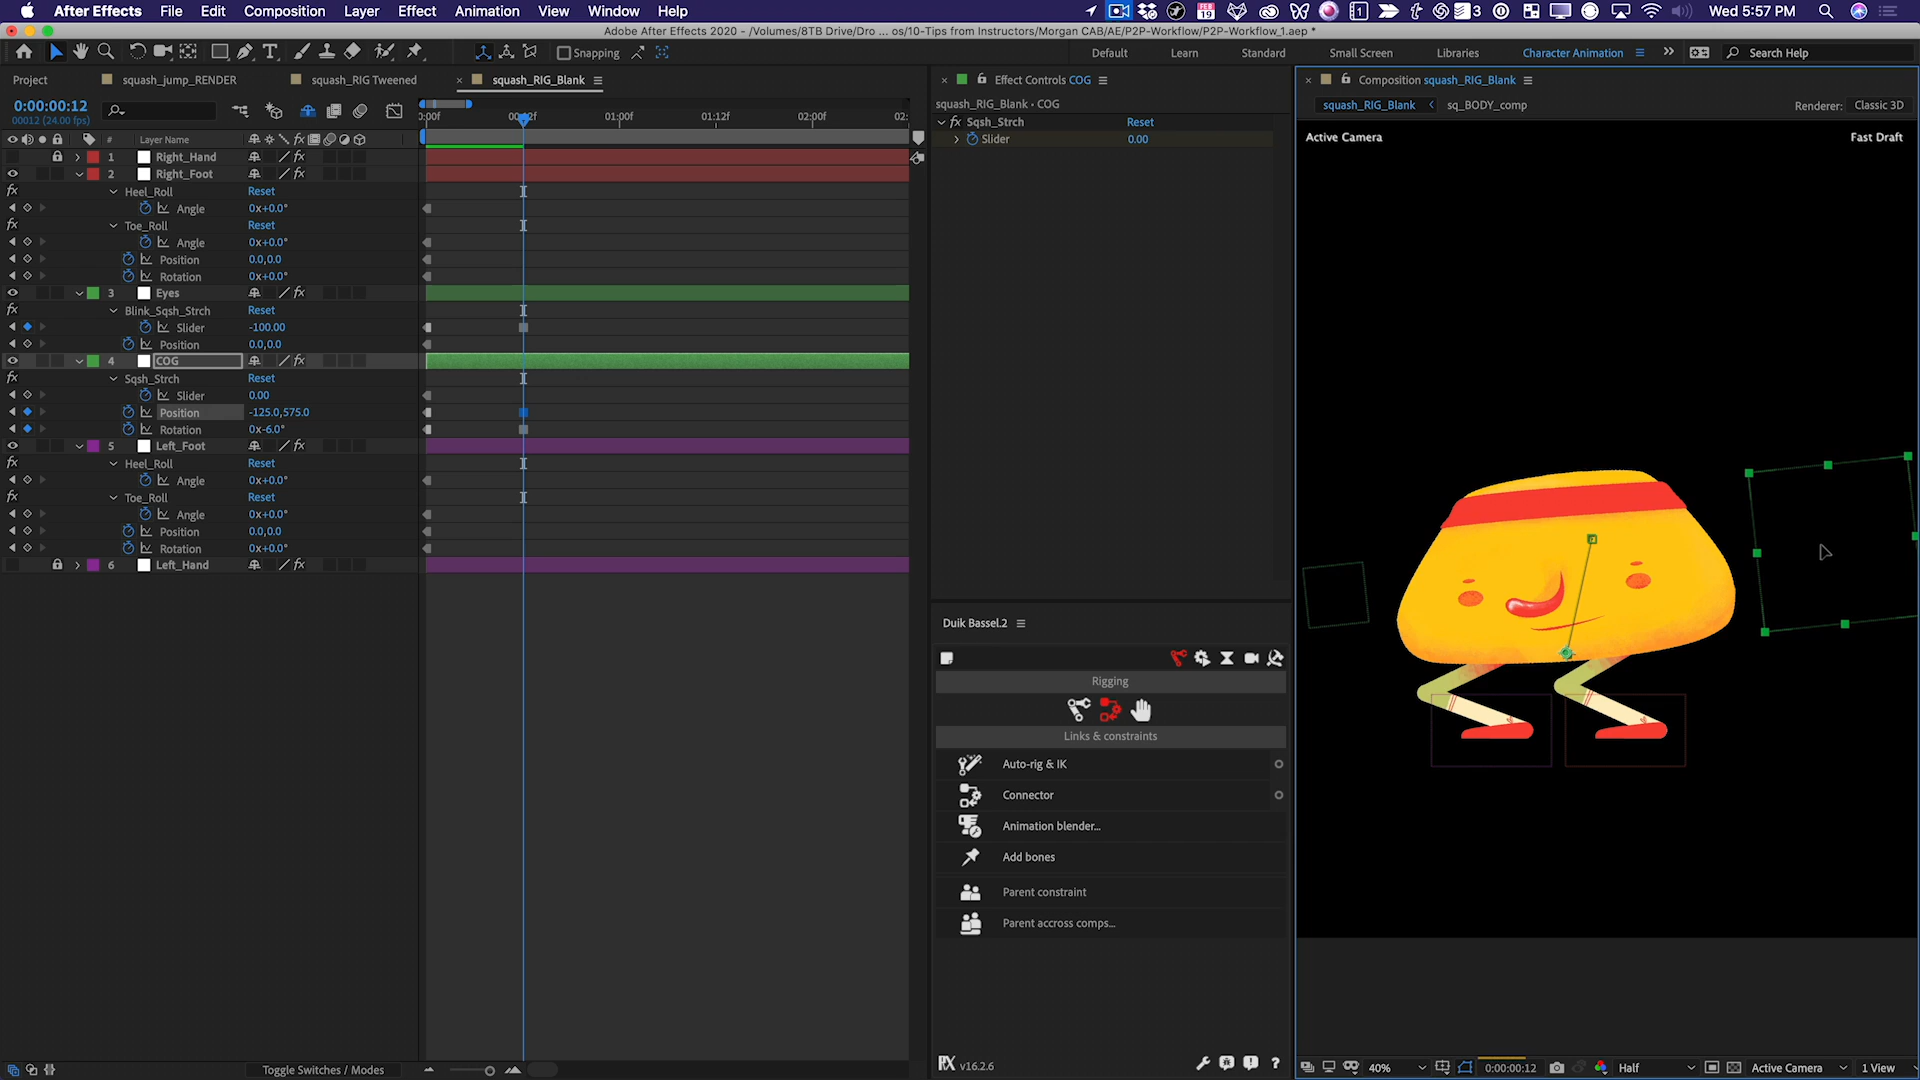 After Effects File Edit Composition Layer Effect Animation View Window Help
FEB 19
3
Wed 5:57 PM
Adobe After Effects 2020 - /Volumes/8TB Drive/Dro ... os/10-Tips from Instructors/Morgan CAB/AE/P2P-Workflow/P2P-Workflow_1.aep *
Snapping
Default Learn Standard Small Screen Libraries Character Animation Search Help
Project squash_jump_RENDER squash_RIG Tweened squash_RIG_Blank
Effect Controls COG
Composition squash_RIG_Blank
0:00:00:12
00012 (24.00 fps)
squash_RIG_Blank • COG
squash_RIG_Blank sq_BODY_comp
Renderer: Classic 3D
01:00f 01:12f 02:00f
Sqsh_Strch Reset
Slider 0.00
Active Camera Fast Draft
# Layer Name
1 Right_Hand
2 Right_Foot
Heel_Roll Reset
Angle 0x+0.0°
Toe_Roll Reset
Angle 0x+0.0°
Position 0.0,0.0
Rotation 0x+0.0°
3 Eyes
Blink_Sqsh_Strch Reset
Slider -100.00
Position 0.0,0.0
4 COG
Sqsh_Strch Reset
Slider 0.00
Position -125.0,575.0
Rotation 0x-6.0°
5 Left_Foot
Heel_Roll Reset
Angle 0x+0.0°
Toe_Roll Reset
Angle 0x+0.0°
Position 0.0,0.0
Rotation 0x+0.0°
6 Left_Hand
Duik Bassel.2
Rigging
Links & constraints
Auto-rig & IK
Connector
Animation blender...
Add bones
Parent constraint
Parent accross comps...
v16.2.6
Toggle Switches / Modes
40% 0:00:00:12 Half Active Camera 1 View